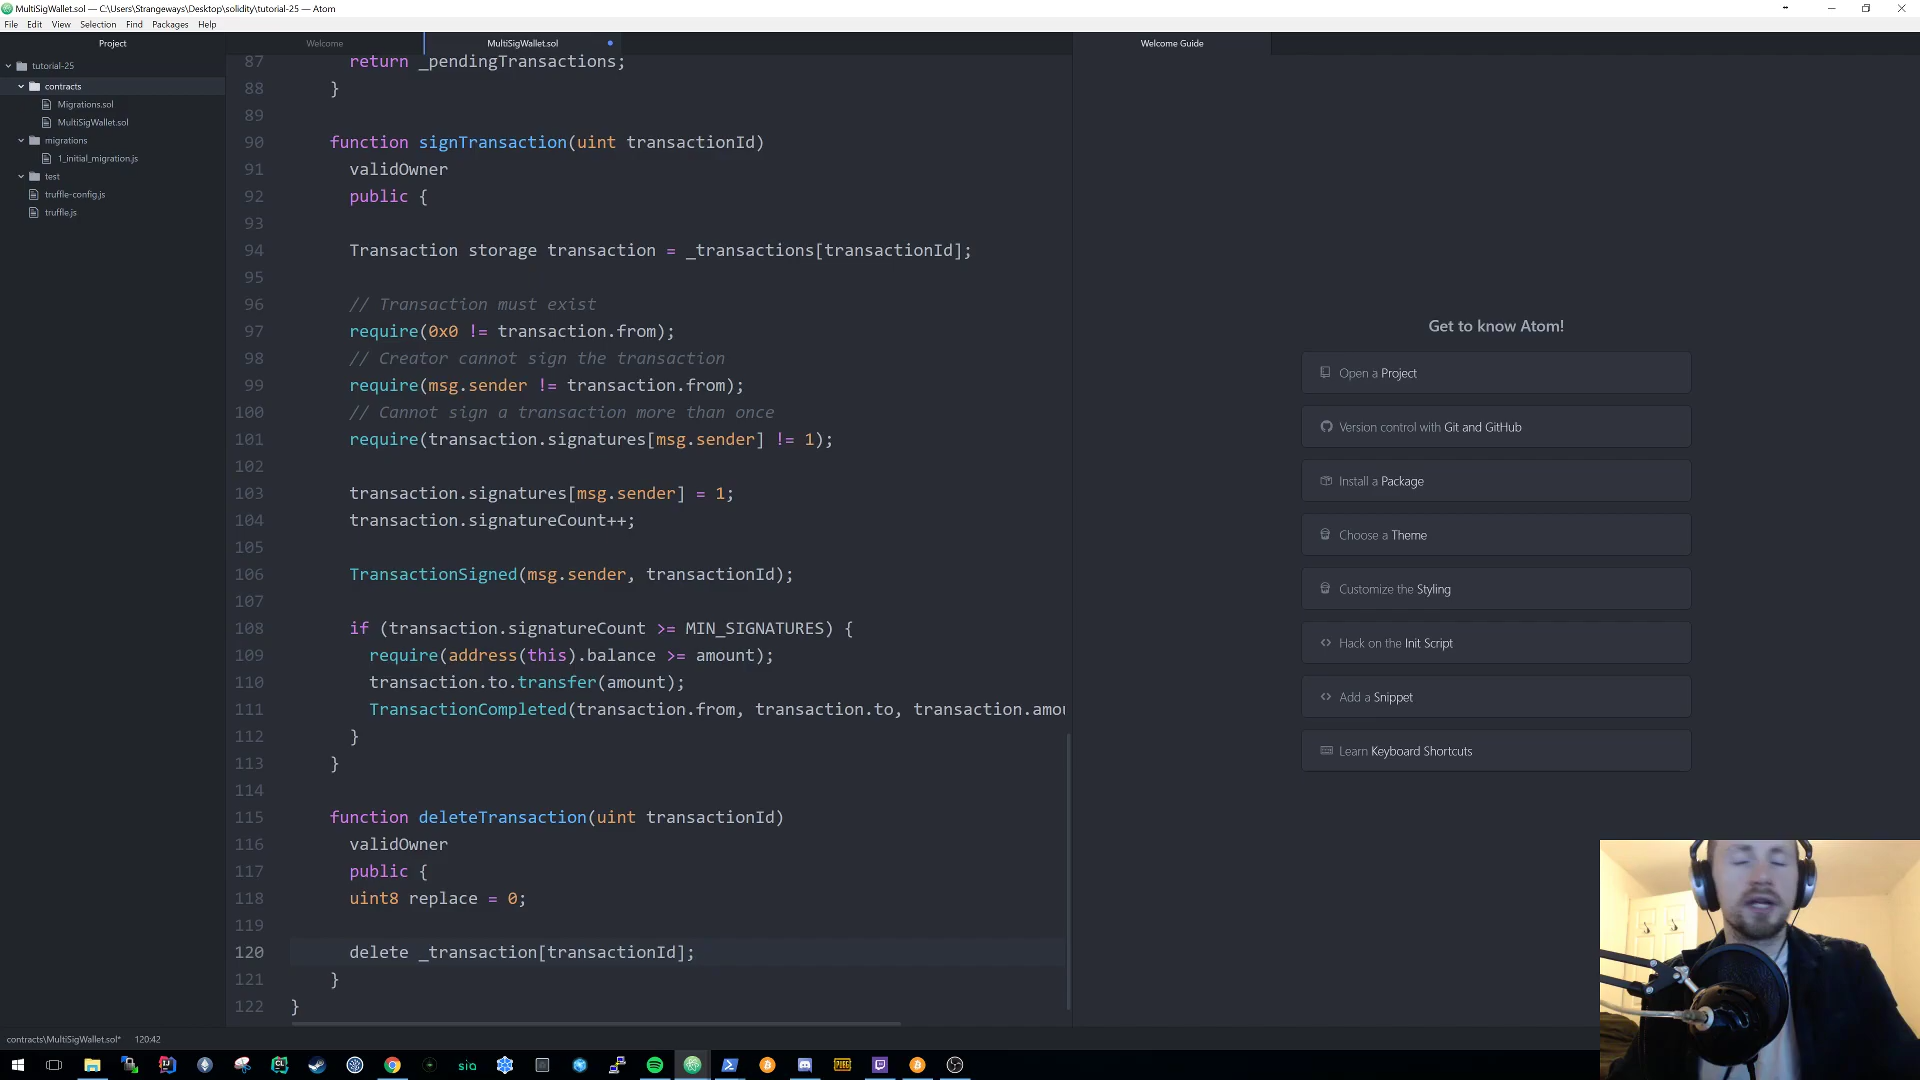 MultiSigWallet.sol — C:\Users\Strangeways\Desktop\solidity\tutorial-25 — Atom
File Edit View Selection Find Packages Help
Project
tutorial-25
contracts
Migrations.sol
MultiSigWallet.sol
migrations
1_initial_migration.js
test
truffle-config.js
truffle.js
Welcome
MultiSigWallet.sol
Welcome Guide
87 return _pendingTransactions;
88 }
89
90 function signTransaction(uint transactionId)
91 validOwner
92 public {
93
94 Transaction storage transaction = _transactions[transactionId];
95
96 // Transaction must exist
97 require(0x0 != transaction.from);
98 // Creator cannot sign the transaction
99 require(msg.sender != transaction.from);
100 // Cannot sign a transaction more than once
101 require(transaction.signatures[msg.sender] != 1);
102
103 transaction.signatures[msg.sender] = 1;
104 transaction.signatureCount++;
105
106 TransactionSigned(msg.sender, transactionId);
107
108 if (transaction.signatureCount >= MIN_SIGNATURES) {
109 require(address(this).balance >= amount);
110 transaction.to.transfer(amount);
111 TransactionCompleted(transaction.from, transaction.to, transaction.amou
112 }
113 }
114
115 function deleteTransaction(uint transactionId)
116 validOwner
117 public {
118 uint8 replace = 0;
119
120 delete _transaction[transactionId];
121 }
122 }
Get to know Atom!
Open a Project
Version control with Git and GitHub
Install a Package
Choose a Theme
Customize the Styling
Hack on the Init Script
Add a Snippet
Learn Keyboard Shortcuts
contracts\MultiSigWallet.sol* 120:42
sia
PUBG